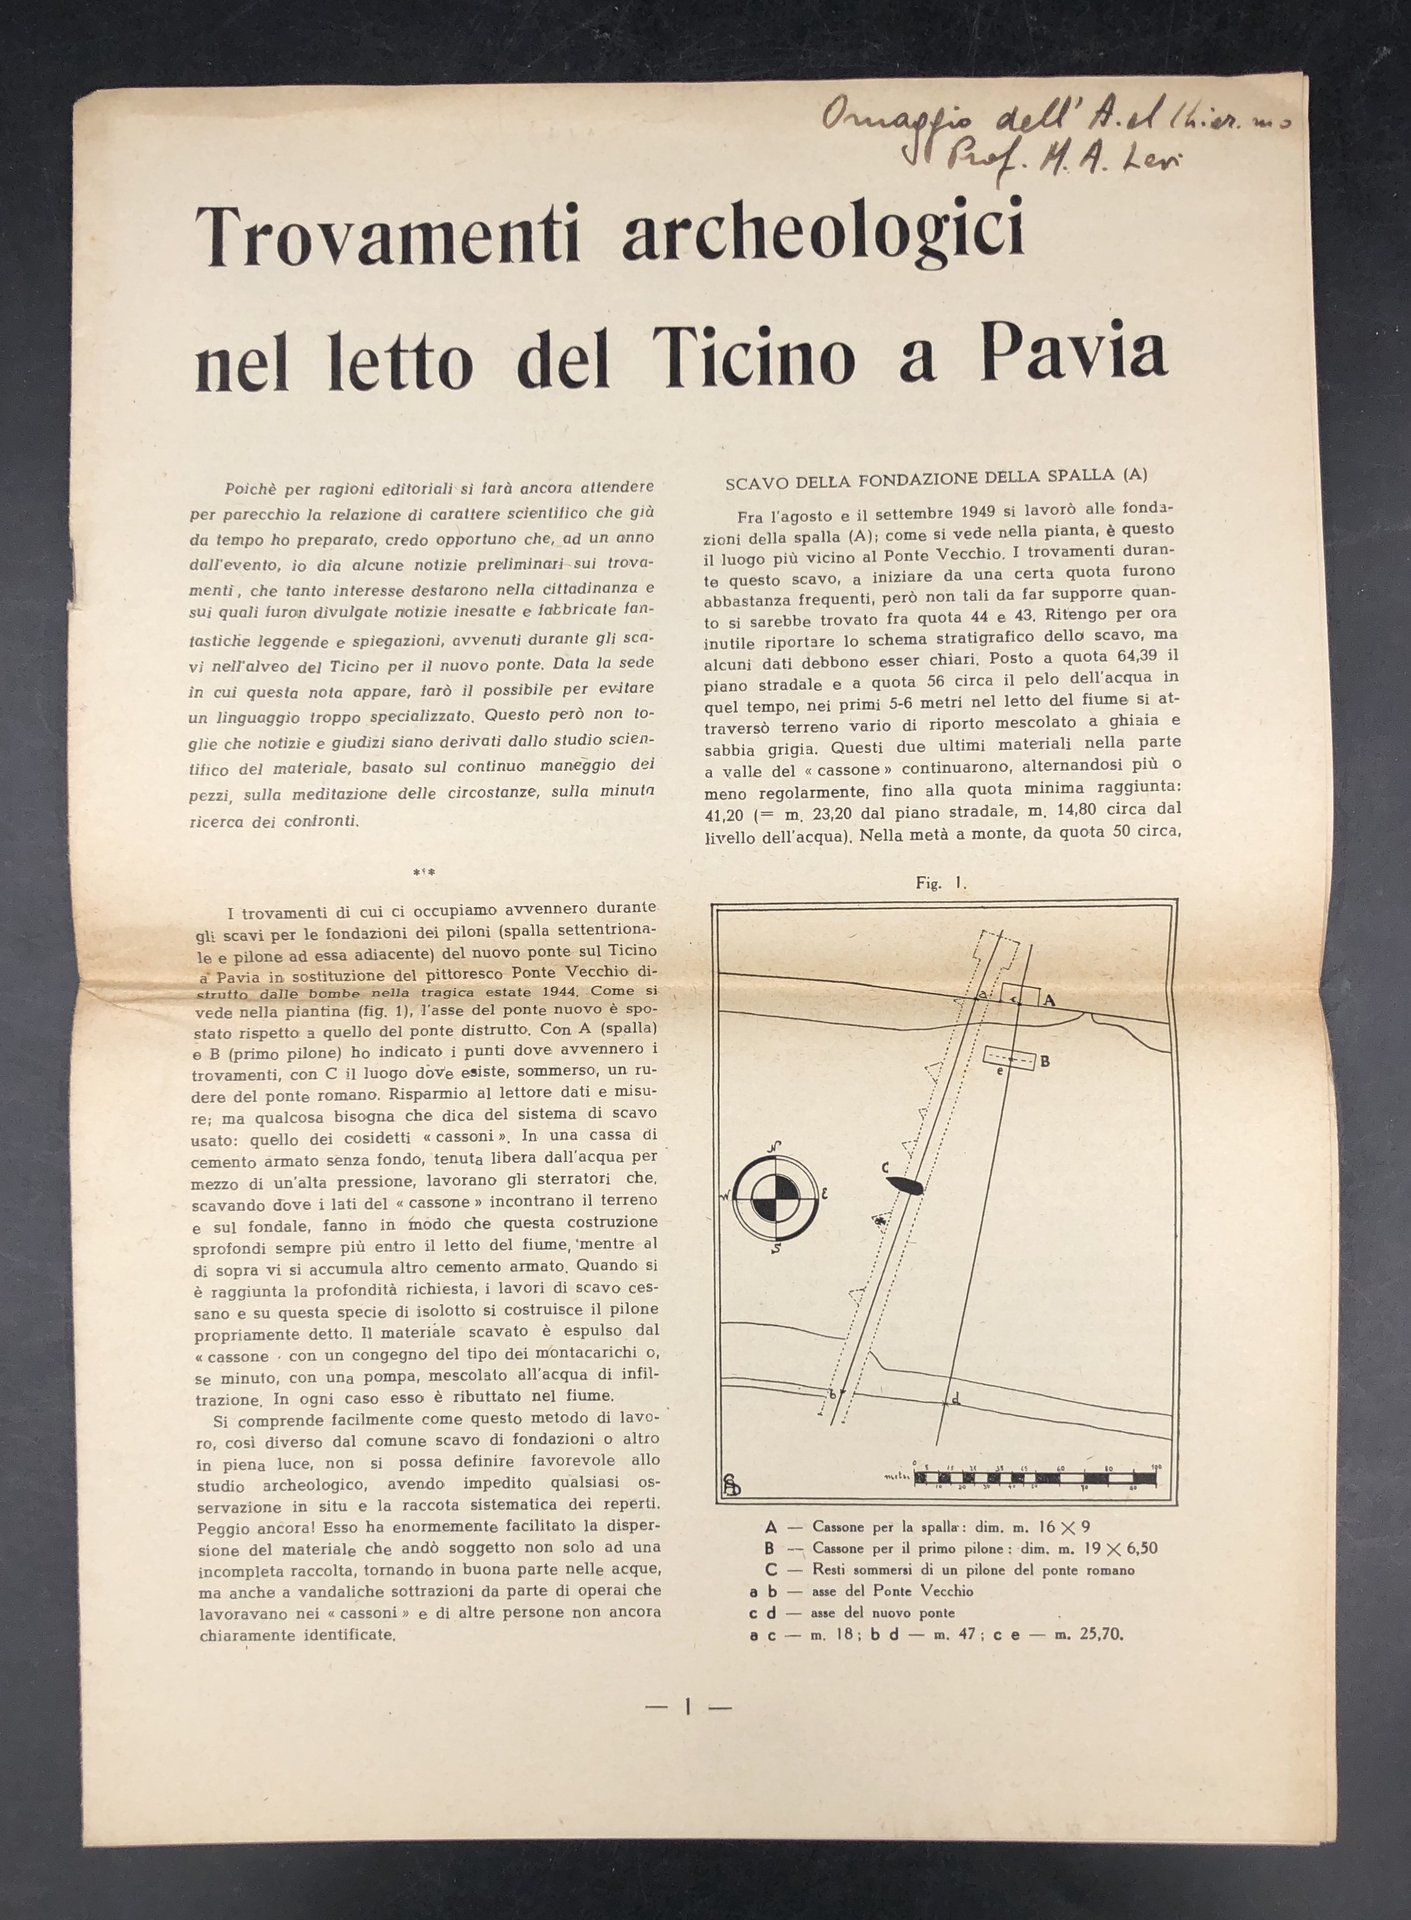 Omaggio dell'A. al Chiar.mo
Prof. M. A. Levi
Trovamenti archeologici
nel letto del Ticino a Pavia
Poichè per ragioni editoriali si farà ancora attendere
per parecchio la relazione di carattere scientifico che già
da tempo ho preparato, credo opportuno che, ad un anno
dall'evento, io dia alcune notizie preliminari sui trova-
menti, che tanto interesse destarono nella cittadinanza e
sui quali furon divulgate notizie inesatte e fabbricate fan-
tastiche leggende e spiegazioni, avvenuti durante gli sca-
vi nell'alveo del Ticino per il nuovo ponte. Data la sede
in cui questa nota appare, farò il possibile per evitare
un linguaggio troppo specializzato. Questo però non to-
glie che notizie e giudizi siano derivati dallo studio scien-
tifico del materiale, basato sul continuo maneggio dei
pezzi, sulla meditazione delle circostanze, sulla minuta
ricerca dei confronti.
***
I trovamenti di cui ci occupiamo avvennero durante
gli scavi per le fondazioni dei piloni (spalla settentriona-
le e pilone ad essa adiacente) del nuovo ponte sul Ticino
a Pavia in sostituzione del pittoresco Ponte Vecchio di-
strutto dalle bombe nella tragica estate 1944. Come si
vede nella piantina (fig. 1), l'asse del ponte nuovo è spo-
stato rispetto a quello del ponte distrutto. Con A (spalla)
e B (primo pilone) ho indicato i punti dove avvennero i
trovamenti, con C il luogo dove esiste, sommerso, un ru-
dere del ponte romano. Risparmio al lettore dati e misu-
re; ma qualcosa bisogna che dica del sistema di scavo
usato: quello dei cosidetti « cassoni ». In una cassa di
cemento armato senza fondo, tenuta libera dall'acqua per
mezzo di un'alta pressione, lavorano gli sterratori che,
scavando dove i lati del « cassone » incontrano il terreno
e sul fondale, fanno in modo che questa costruzione
sprofondi sempre più entro il letto del fiume, mentre al
di sopra vi si accumula altro cemento armato. Quando si
è raggiunta la profondità richiesta, i lavori di scavo ces-
sano e su questa specie di isolotto si costruisce il pilone
propriamente detto. Il materiale scavato è espulso dal
« cassone · con un congegno del tipo dei montacarichi o,
se minuto, con una pompa, mescolato all'acqua di infil-
trazione. In ogni caso esso è ributtato nel fiume.
Si comprende facilmente come questo metodo di lavo-
ro, così diverso dal comune scavo di fondazioni o altro
in piena luce, non si possa definire favorevole allo
studio archeologico, avendo impedito qualsiasi os-
servazione in situ e la raccota sistematica dei reperti.
Peggio ancora! Esso ha enormemente facilitato la disper-
sione del materiale che andò soggetto non solo ad una
incompleta raccolta, tornando in buona parte nelle acque,
ma anche a vandaliche sottrazioni da parte di operai che
lavoravano nei « cassoni » e di altre persone non ancora
chiaramente identificate.
SCAVO DELLA FONDAZIONE DELLA SPALLA (A)
Fra l'agosto e il settembre 1949 si lavorò alle fonda-
zioni della spalla (A); come si vede nella pianta, è questo
il luogo più vicino al Ponte Vecchio. I trovamenti duran-
te questo scavo, a iniziare da una certa quota furono
abbastanza frequenti, però non tali da far supporre quan-
to si sarebbe trovato fra quota 44 e 43. Ritengo per ora
inutile riportare lo schema stratigrafico dello scavo, ma
alcuni dati debbono esser chiari. Posto a quota 64,39 il
piano stradale e a quota 56 circa il pelo dell'acqua in
quel tempo, nei primi 5-6 metri nel letto del fiume si at-
traversò terreno vario di riporto mescolato a ghiaia e
sabbia grigia. Questi due ultimi materiali nella parte
a valle del « cassone » continuarono, alternandosi più o
meno regolarmente, fino alla quota minima raggiunta:
41,20 (= m. 23,20 dal piano stradale, m. 14,80 circa dal
livello dell'acqua). Nella metà a monte, da quota 50 circa,
Fig. 1.
a c A
B
e
C
N
W E
S
b d
metri
A — Cassone per la spalla: dim. m. 16 × 9
B — Cassone per il primo pilone: dim. m. 19 × 6,50
C — Resti sommersi di un pilone del ponte romano
a b — asse del Ponte Vecchio
c d — asse del nuovo ponte
a c — m. 18; b d — m. 47; c e — m. 25,70.
— 1 —